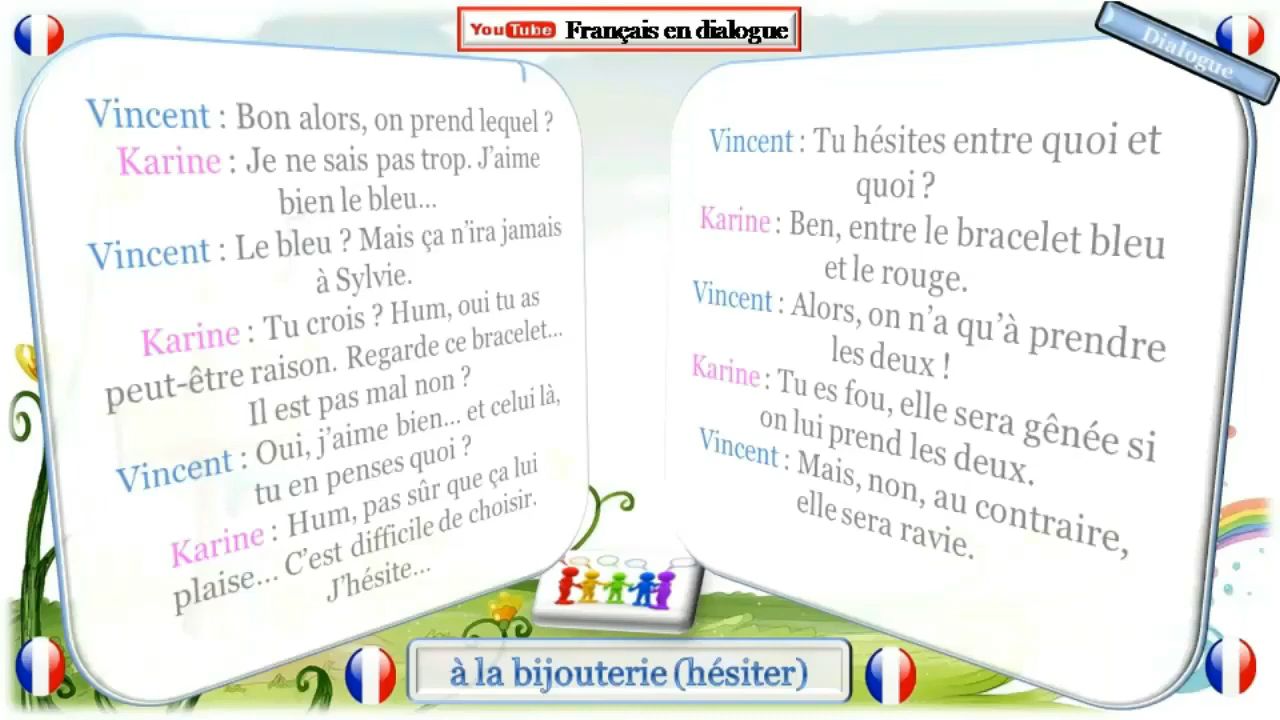 YouTube Français en dialogue
Dialogue
Vincent : Bon alors, on prend lequel ?
Karine : Je ne sais pas trop. J'aime
bien le bleu...
Vincent : Le bleu ? Mais ça n'ira jamais
à Sylvie.
Karine : Tu crois ? Hum, oui tu as
peut-être raison. Regarde ce bracelet...
Il est pas mal non ?
Vincent : Oui, j'aime bien... et celui là,
tu en penses quoi ?
Karine : Hum, pas sûr que ça lui
plaise... C'est difficile de choisir.
J'hésite...
Vincent : Tu hésites entre quoi et
quoi ?
Karine : Ben, entre le bracelet bleu
et le rouge.
Vincent : Alors, on n'a qu'à prendre
les deux !
Karine : Tu es fou, elle sera gênée si
on lui prend les deux.
Vincent : Mais, non, au contraire,
elle sera ravie.
à la bijouterie (hésiter)